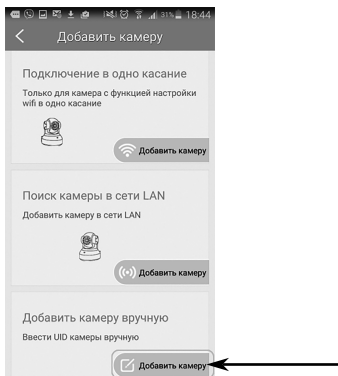 31% 18:44
Добавить камеру
Подключение в одно касание
Только для камера с функцией настройки
wifi в одно касание
Добавить камеру
Поиск камеры в сети LAN
Добавить камеру в сети LAN
Добавить камеру
Добавить камеру вручную
Ввести UID камеры вручную
Добавить камеру